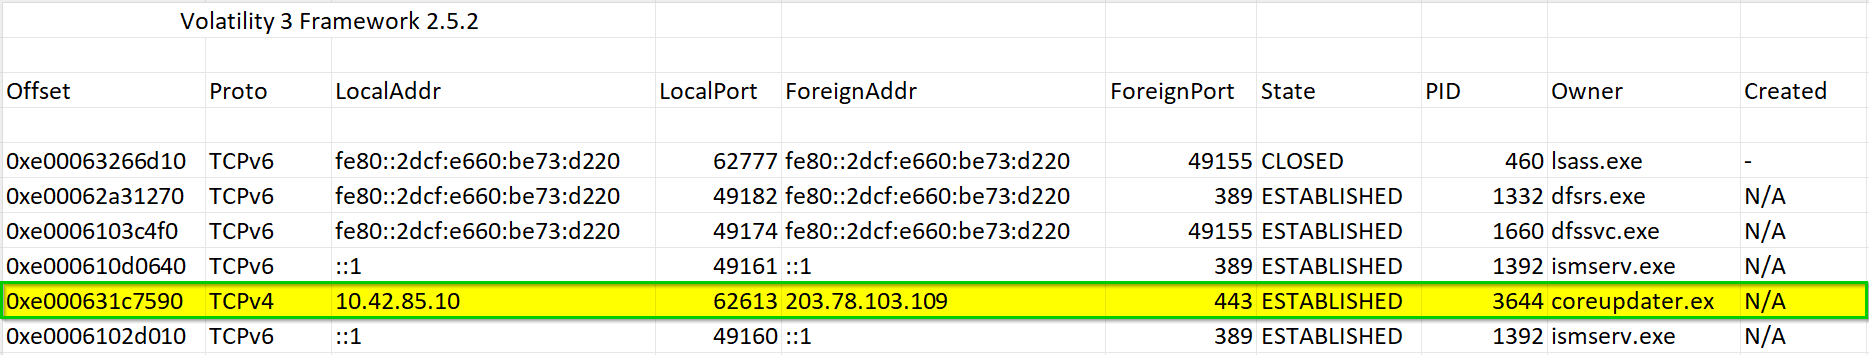 Volatility 3 Framework 2.5.2
Offset Proto LocalAddr LocalPort ForeignAddr ForeignPort State PID Owner Created
0xe00063266d10 TCPv6 fe80::2dcf:e660:be73:d220 62777 fe80::2dcf:e660:be73:d220 49155 CLOSED 460 lsass.exe -
0xe00062a31270 TCPv6 fe80::2dcf:e660:be73:d220 49182 fe80::2dcf:e660:be73:d220 389 ESTABLISHED 1332 dfsrs.exe N/A
0xe0006103c4f0 TCPv6 fe80::2dcf:e660:be73:d220 49174 fe80::2dcf:e660:be73:d220 49155 ESTABLISHED 1660 dfssvc.exe N/A
0xe000610d0640 TCPv6 ::1 49161 ::1 389 ESTABLISHED 1392 ismserv.exe N/A
0xe000631c7590 TCPv4 10.42.85.10 62613 203.78.103.109 443 ESTABLISHED 3644 coreupdater.ex N/A
0xe0006102d010 TCPv6 ::1 49160 ::1 389 ESTABLISHED 1392 ismserv.exe N/A